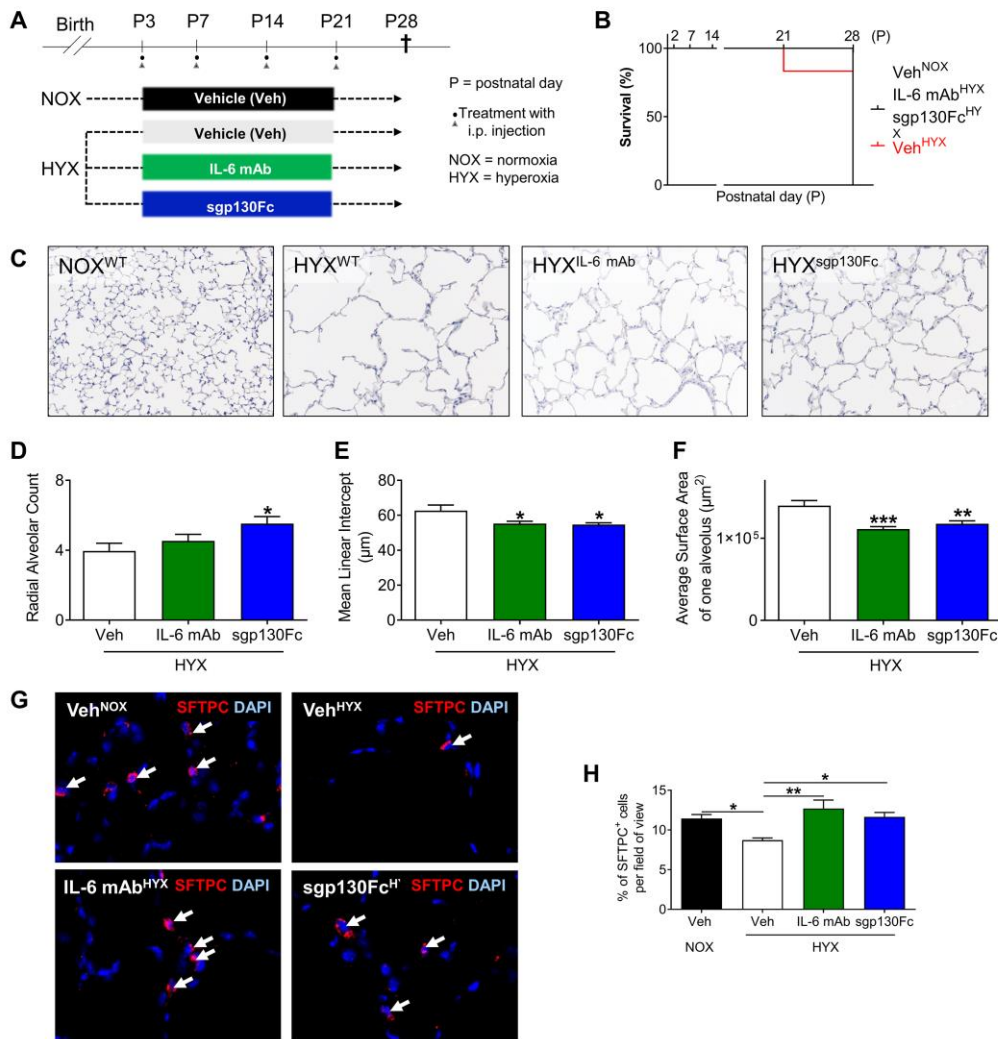 A
Birth P3 P7 P14 P21 P28
NOX
Vehicle (Veh)
Vehicle (Veh)
HYX
IL-6 mAb
sgp130Fc
P = postnatal day
Treatment with
i.p. injection
NOX = normoxia
HYX = hyperoxia
B
2 7 14 21 28 (P)
100
50
0
Survival (%)
Postnatal day (P)
Veh^NOX
IL-6 mAb^HYX
sgp130Fc^HY
X
Veh^HYX
C
NOX^WT
HYX^WT
HYX^IL-6 mAb
HYX^sgp130Fc
D
Radial Alveolar Count
8
4
0
*
Veh IL-6 mAb sgp130Fc
HYX
E
Mean Linear Intercept
(µm)
80
60
40
20
0
* *
Veh IL-6 mAb sgp130Fc
HYX
F
Average Surface Area
of one alveolus (µm²)
1×10⁵
*** **
Veh IL-6 mAb sgp130Fc
HYX
G
Veh^NOX SFTPC DAPI
Veh^HYX SFTPC DAPI
IL-6 mAb^HYX SFTPC DAPI
sgp130Fc^H SFTPC DAPI
H
% of SFTPC⁺ cells
per field of view
15
10
5
0
* ** *
Veh Veh IL-6 mAb sgp130Fc
NOX HYX